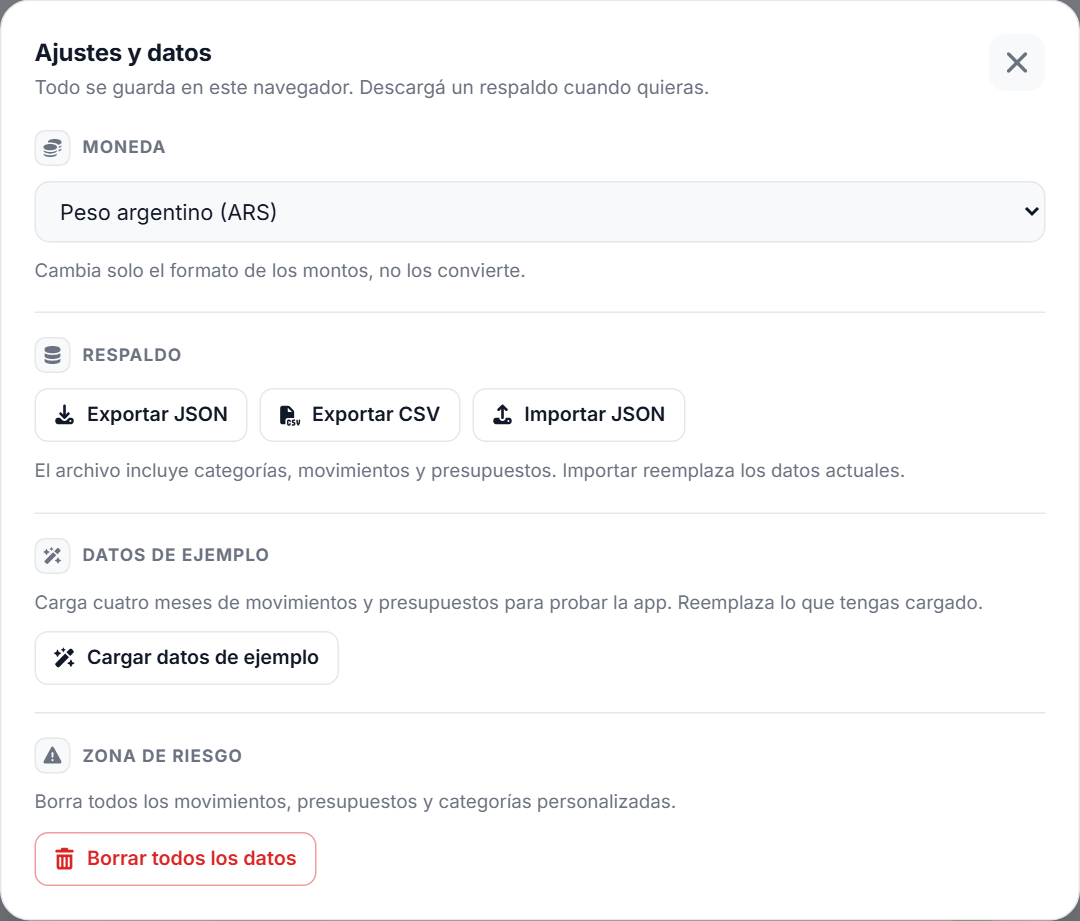 Ajustes y datos
Todo se guarda en este navegador. Descargá un respaldo cuando quieras.
MONEDA
Peso argentino (ARS)
Cambia solo el formato de los montos, no los convierte.
RESPALDO
Exportar JSON
CSV Exportar CSV
Importar JSON
El archivo incluye categorías, movimientos y presupuestos. Importar reemplaza los datos actuales.
DATOS DE EJEMPLO
Carga cuatro meses de movimientos y presupuestos para probar la app. Reemplaza lo que tengas cargado.
Cargar datos de ejemplo
ZONA DE RIESGO
Borra todos los movimientos, presupuestos y categorías personalizadas.
Borrar todos los datos